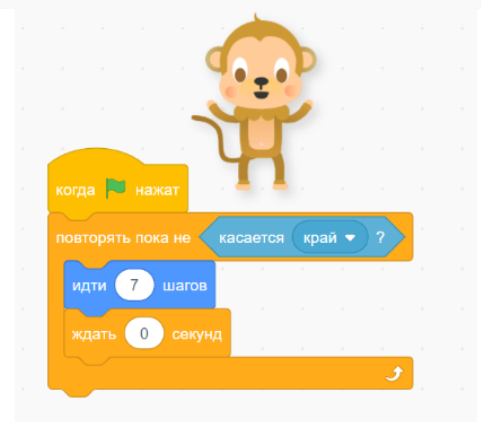 когда нажат
повторять пока не касается край ?
идти 7 шагов
ждать 0 секунд